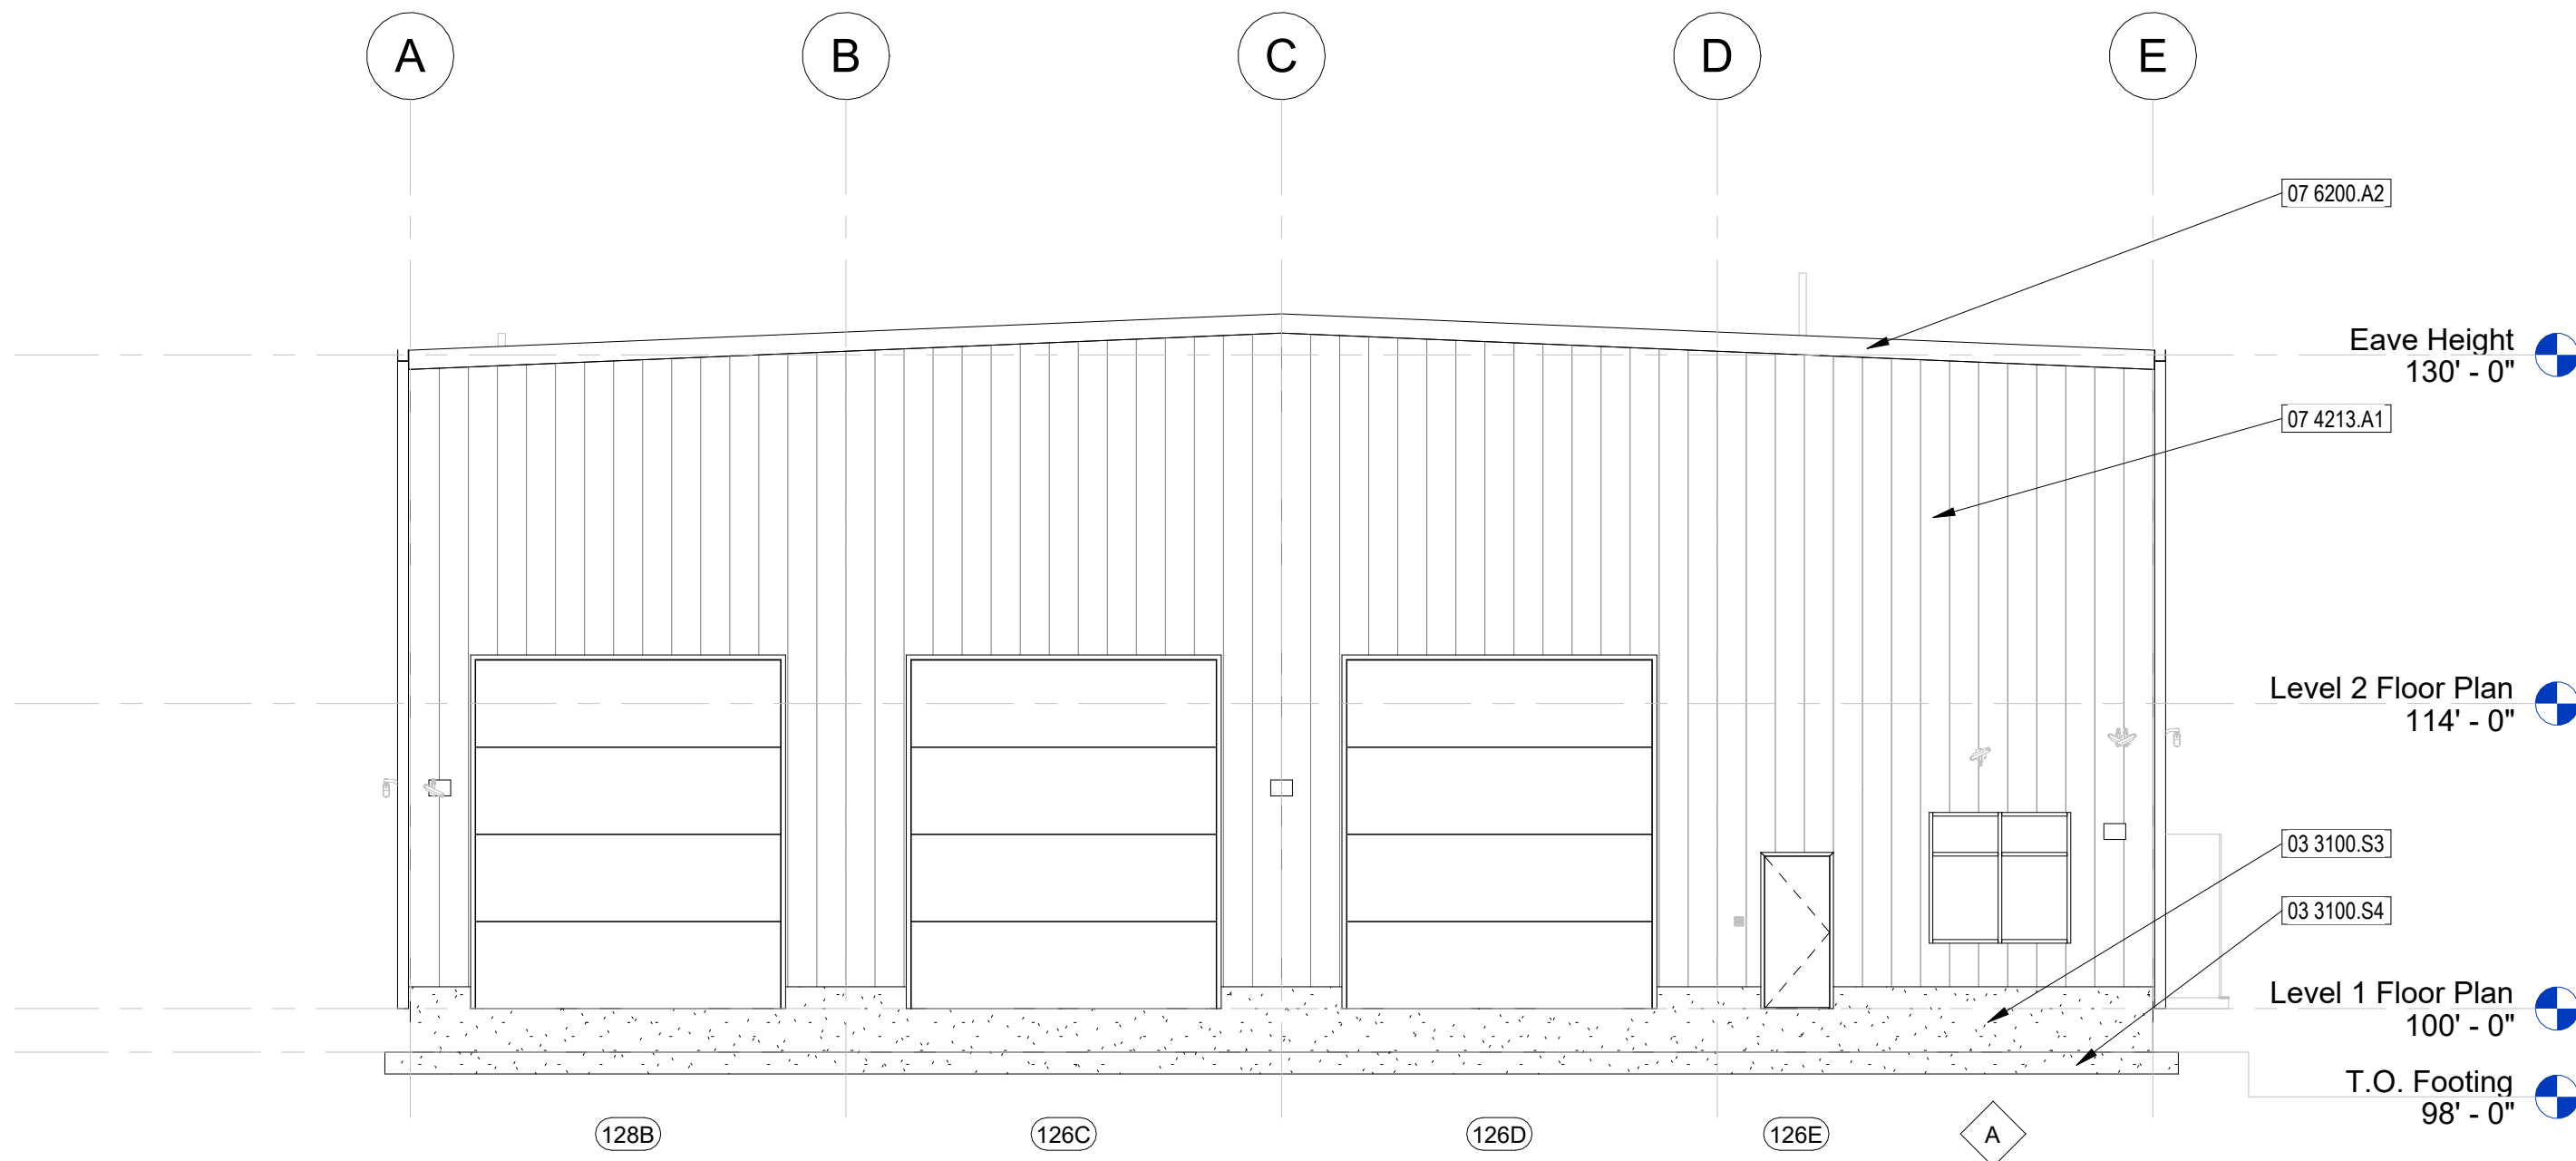 A
B
C
D
E
07 6200.A2
Eave Height
130' - 0"
07 4213.A1
Level 2 Floor Plan
114' - 0"
03 3100.S3
03 3100.S4
Level 1 Floor Plan
100' - 0"
T.O. Footing
98' - 0"
128B
126C
126D
126E
A